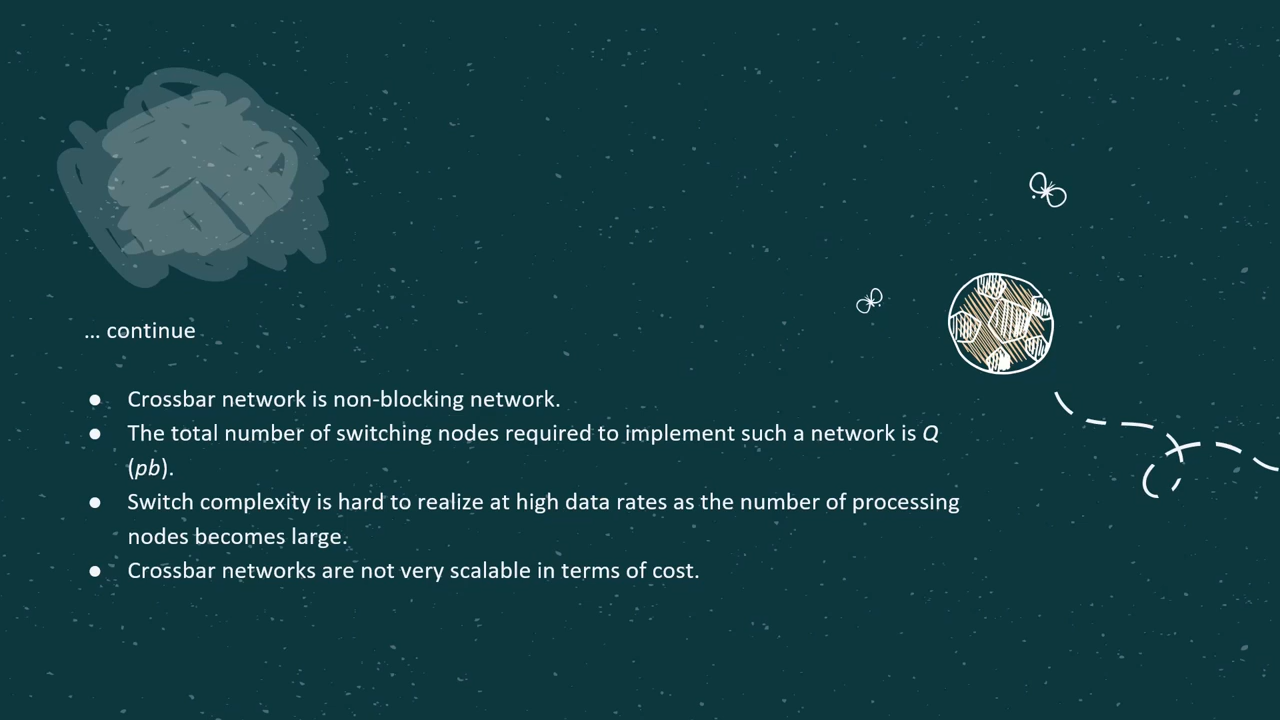 ... continue
● Crossbar network is non-blocking network.
● The total number of switching nodes required to implement such a network is Q
(pb).
● Switch complexity is hard to realize at high data rates as the number of processing
nodes becomes large.
● Crossbar networks are not very scalable in terms of cost.